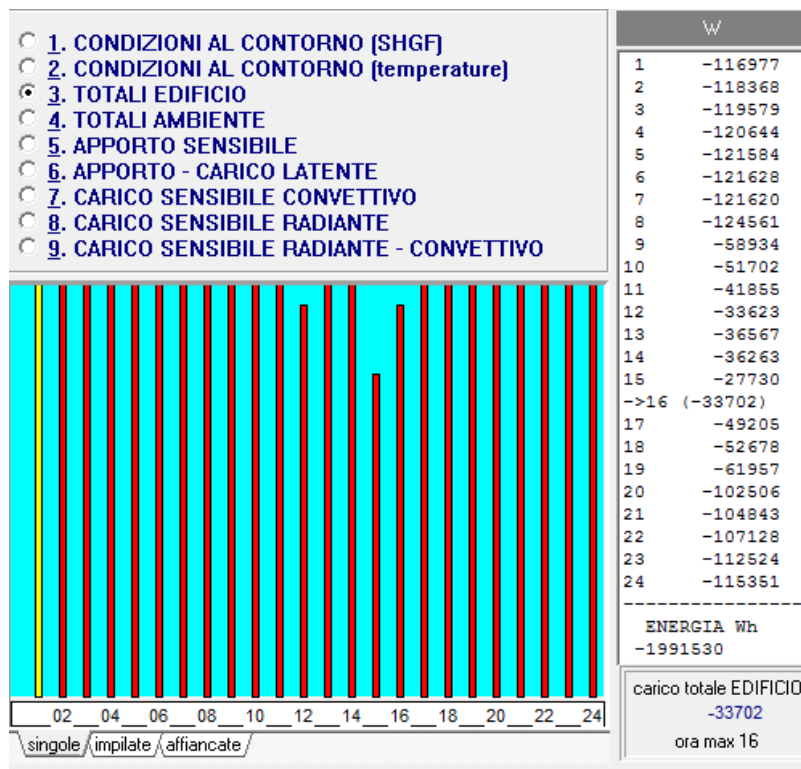 1. CONDIZIONI AL CONTORNO (SHGF)
2. CONDIZIONI AL CONTORNO (temperature)
3. TOTALI EDIFICIO
4. TOTALI AMBIENTE
5. APPORTO SENSIBILE
6. APPORTO - CARICO LATENTE
7. CARICO SENSIBILE CONVETTIVO
8. CARICO SENSIBILE RADIANTE
9. CARICO SENSIBILE RADIANTE - CONVETTIVO
02 04 06 08 10 12 14 16 18 20 22 24
singole impilate affiancate
W
1 -116977
2 -118368
3 -119579
4 -120644
5 -121584
6 -121628
7 -121620
8 -124561
9 -58934
10 -51702
11 -41855
12 -33623
13 -36567
14 -36263
15 -27730
->16 (-33702)
17 -49205
18 -52678
19 -61957
20 -102506
21 -104843
22 -107128
23 -112524
24 -115351
----------------
ENERGIA Wh
-1991530
carico totale EDIFICIO
-33702
ora max 16